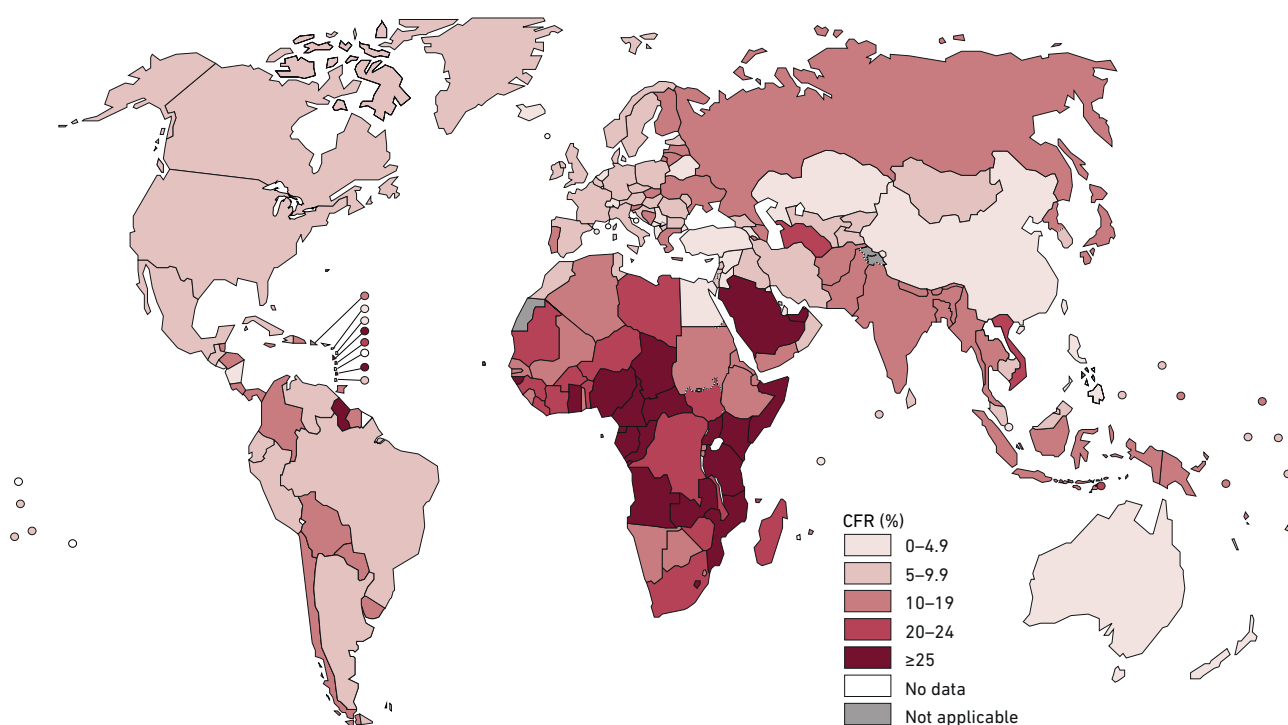 CFR (%)
0–4.9
5–9.9
10–19
20–24
≥25
No data
Not applicable